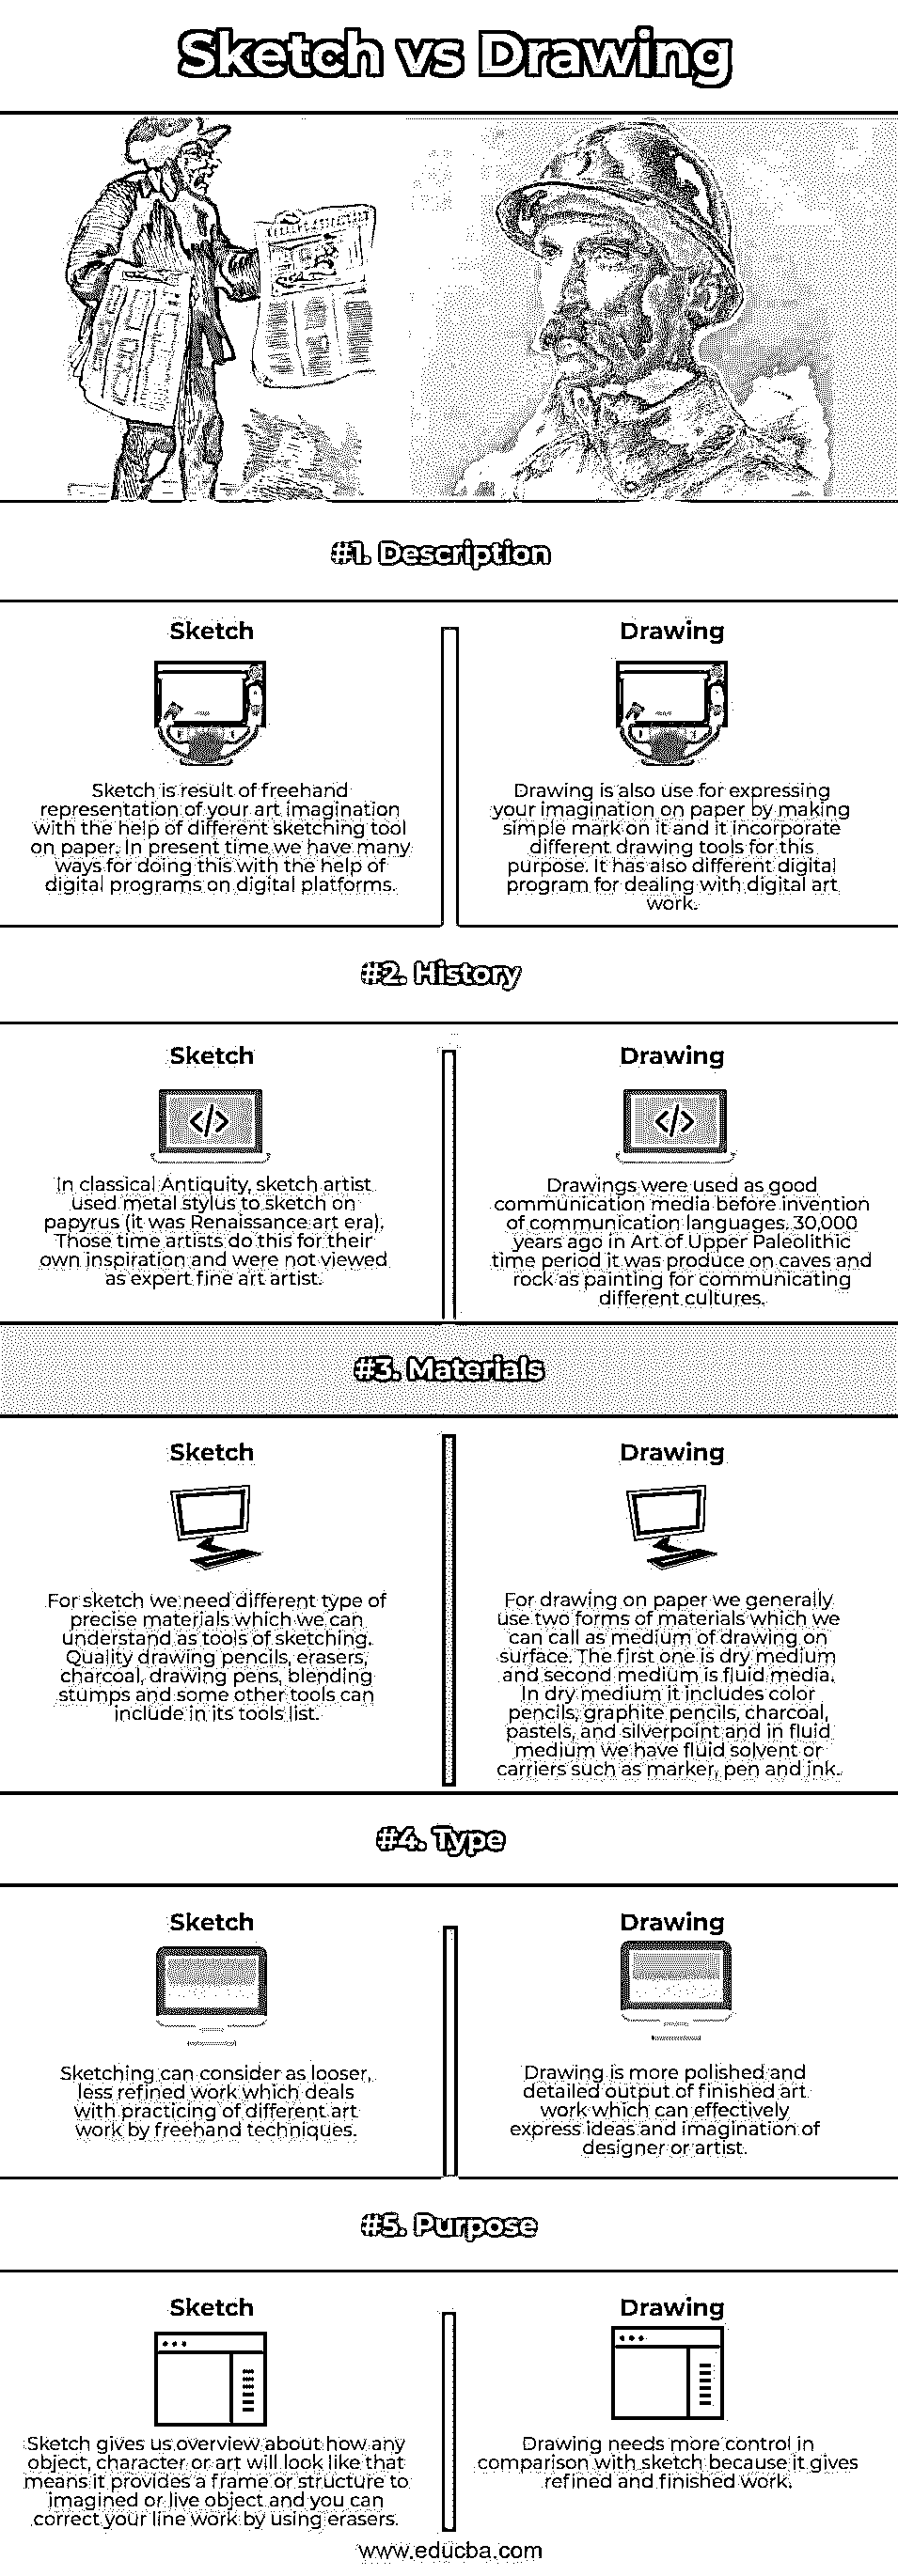 Sketch vs Drawing
#1. Description
Sketch
Sketch is result of freehand
representation of your art imagination
with the help of different sketching tool
on paper. In present time we have many
ways for doing this with the help of
digital programs on digital platforms.
Drawing
Drawing is also use for expressing
your imagination on paper by making
simple mark on it and it incorporate
different drawing tools for this
purpose. It has also different digital
program for dealing with digital art
work.
#2. History
Sketch
</>
In classical Antiquity, sketch artist
used metal stylus to sketch on
papyrus (it was Renaissance art era).
Those time artists do this for their
own inspiration and were not viewed
as expert fine art artist.
Drawing
</>
Drawings were used as good
communication media before invention
of communication languages. 30,000
years ago in Art of Upper Paleolithic
time period it was produce on caves and
rock as painting for communicating
different cultures.
#3. Materials
Sketch
For sketch we need different type of
precise materials which we can
understand as tools of sketching.
Quality drawing pencils, erasers,
charcoal, drawing pens, blending
stumps and some other tools can
include in its tools list.
Drawing
For drawing on paper we generally
use two forms of materials which we
can call as medium of drawing on
surface. The first one is dry medium
and second medium is fluid media.
In dry medium it includes color
pencils, graphite pencils, charcoal,
pastels, and silverpoint and in fluid
medium we have fluid solvent or
carriers such as marker, pen and ink.
#4. Type
Sketch
Sketching can consider as looser,
less refined work which deals
with practicing of different art
work by freehand techniques.
Drawing
Drawing is more polished and
detailed output of finished art
work which can effectively
express ideas and imagination of
designer or artist.
#5. Purpose
Sketch
Sketch gives us overview about how any
object, character or art will look like that
means it provides a frame or structure to
imagined or live object and you can
correct your line work by using erasers.
Drawing
Drawing needs more control in
comparison with sketch because it gives
refined and finished work.
www.educba.com